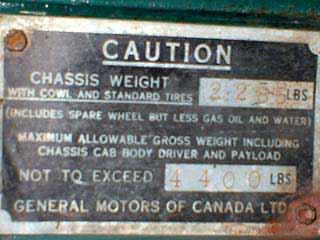 CAUTION
CHASSIS WEIGHT
WITH COWL AND STANDARD TIRES LBS
(INCLUDES SPARE WHEEL BUT LESS GAS OIL AND WATER)
MAXIMUM ALLOWABLE GROSS WEIGHT INCLUDING
CHASSIS CAB BODY DRIVER AND PAYLOAD
NOT TO EXCEED 4400 LBS
GENERAL MOTORS OF CANADA LTD